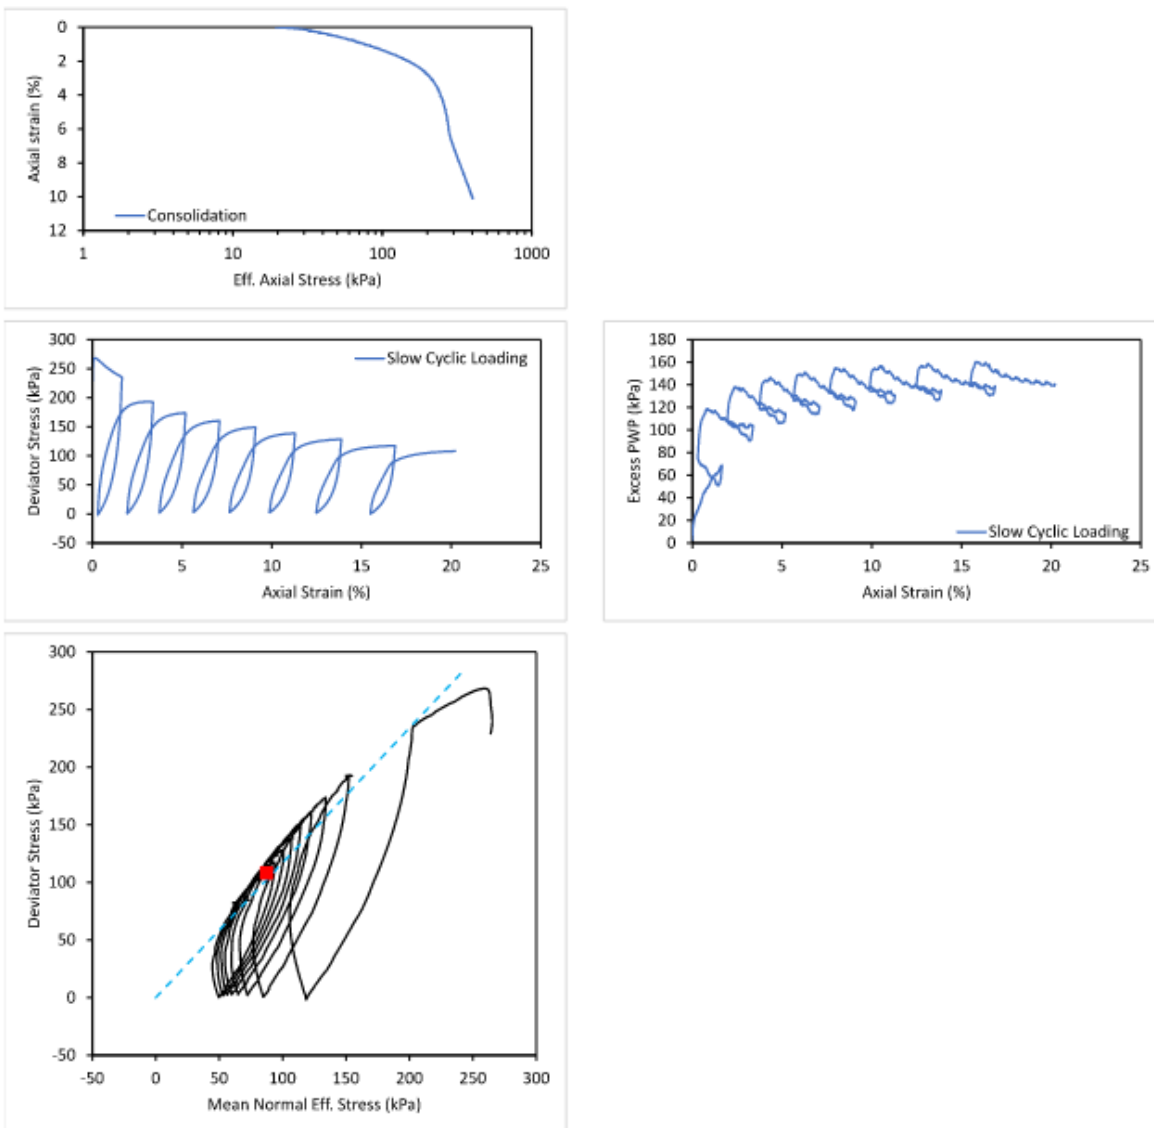 0
2
4
6
8
10
12
Axial strain (%)
Consolidation
1 10 100 1000
Eff. Axial Stress (kPa)
300
250
200
150
100
50
0
-50
Deviator Stress (kPa)
Slow Cyclic Loading
0 5 10 15 20 25
Axial Strain (%)
180
160
140
120
100
80
60
40
20
0
Excess PWP (kPa)
Slow Cyclic Loading
0 5 10 15 20 25
Axial Strain (%)
300
250
200
150
100
50
0
-50
Deviator Stress (kPa)
-50 0 50 100 150 200 250 300
Mean Normal Eff. Stress (kPa)